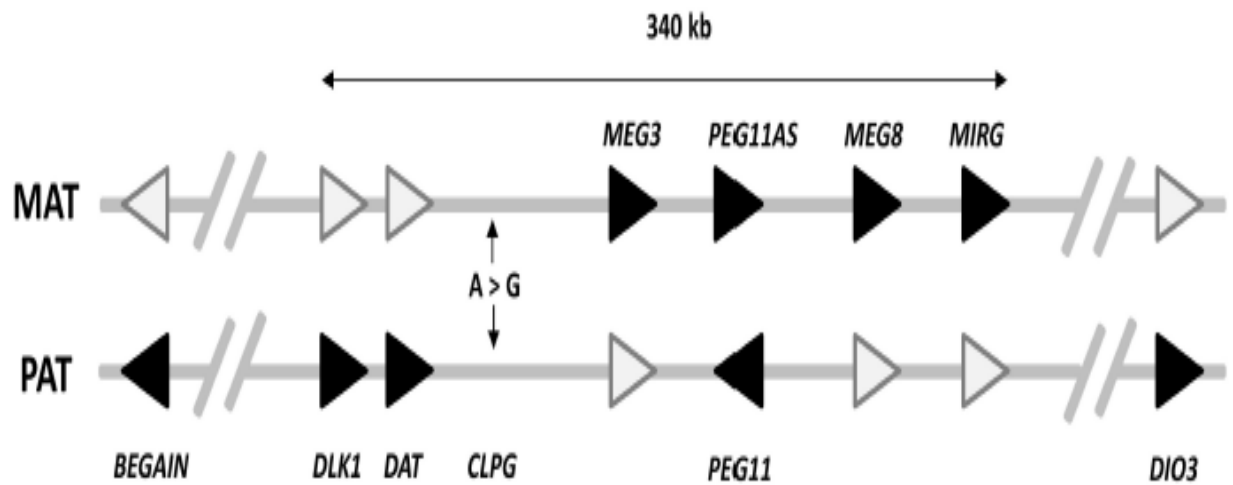 340 kb
MEG3 PEG11AS MEG8 MIRG
MAT
A > G
PAT
BEGAIN DLK1 DAT CLPG PEG11 DIO3